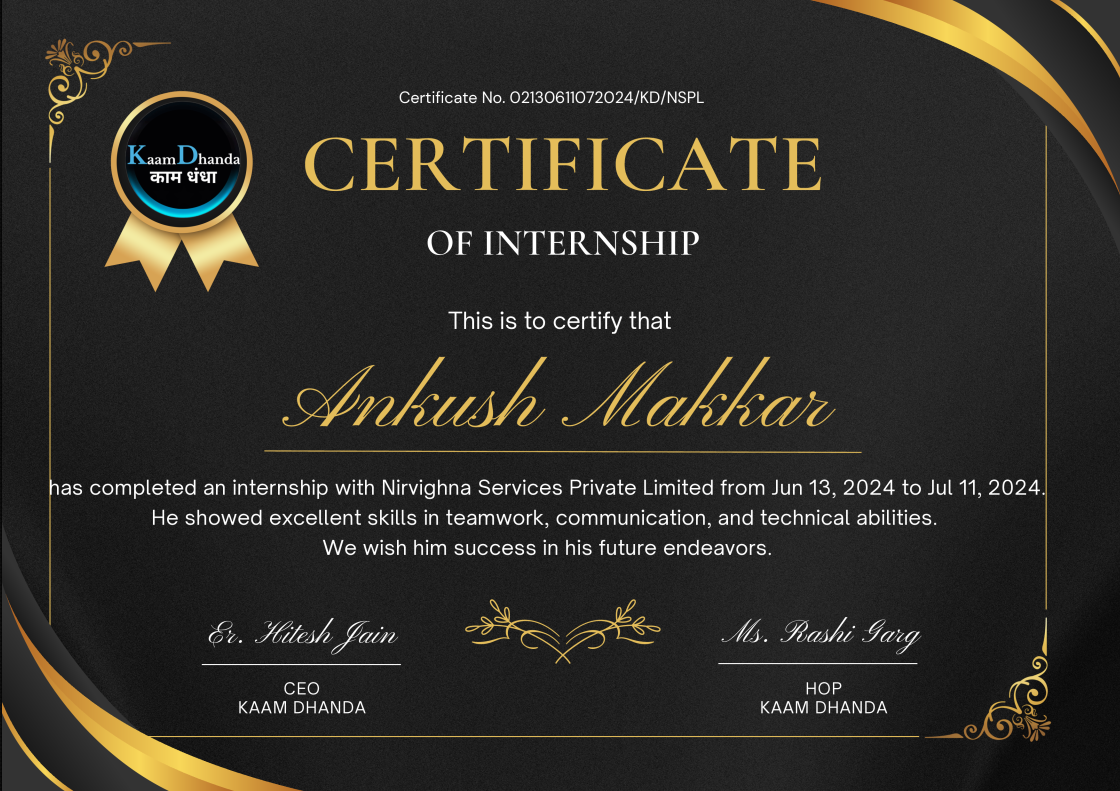 Certificate No. 02130611072024/KD/NSPL
KaamDhanda
काम धंधा
CERTIFICATE
OF INTERNSHIP
This is to certify that
Ankush Makkar
has completed an internship with Nirvighna Services Private Limited from Jun 13, 2024 to Jul 11, 2024.
He showed excellent skills in teamwork, communication, and technical abilities.
We wish him success in his future endeavors.
Er. Hitesh Jain
CEO
KAAM DHANDA
Ms. Rashi Garg
HOP
KAAM DHANDA